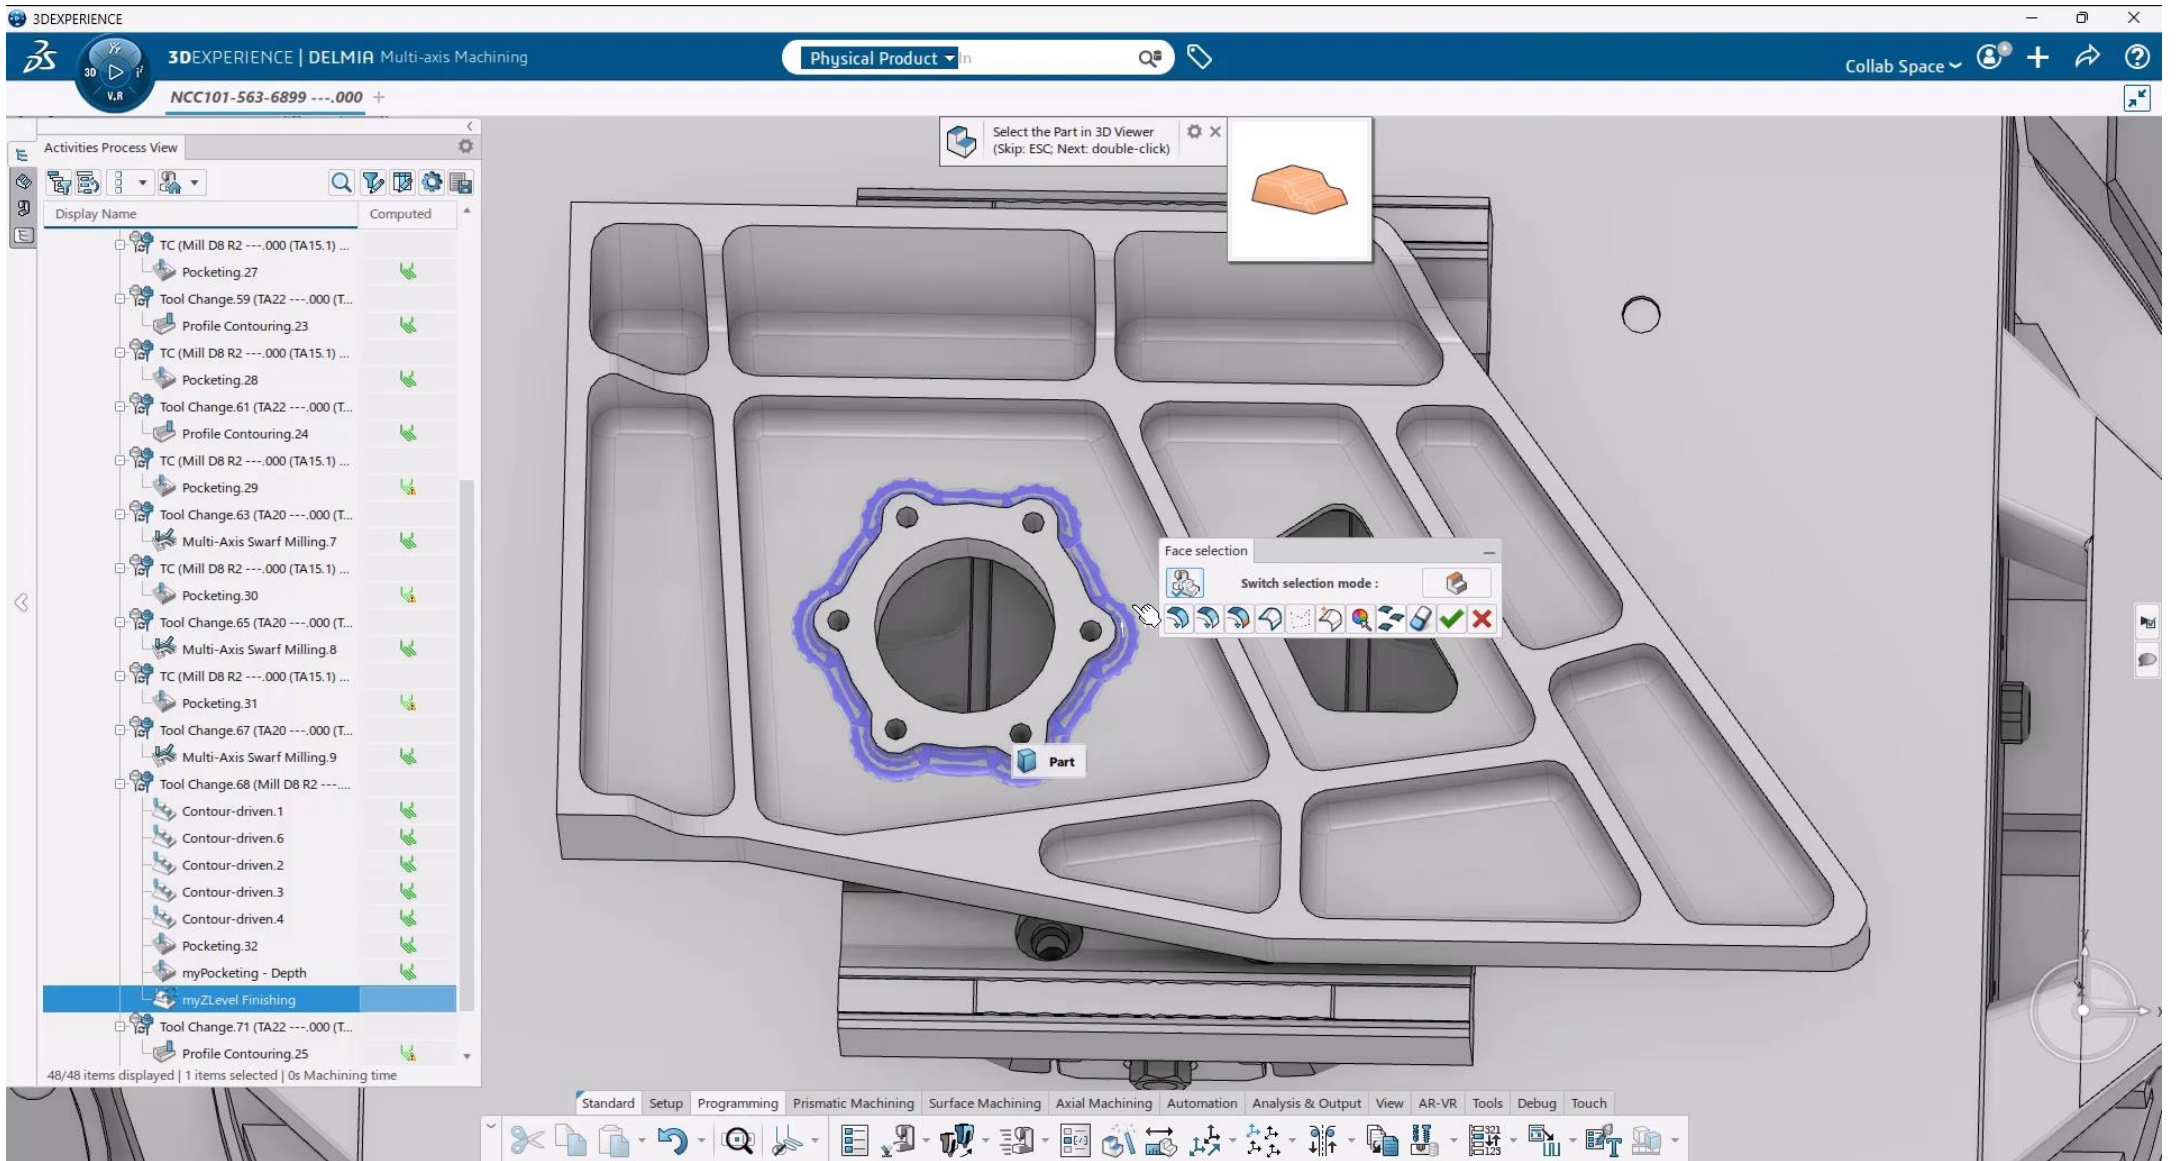 3DEXPERIENCE
3DEXPERIENCE | DELMIA Multi-axis Machining
Physical Product
In
Collab Space
3D
V.R
NCC101-563-6899 ---.000
Activities Process View
Select the Part in 3D Viewer
(Skip: ESC; Next: double-click)
Display Name Computed
TC (Mill D8 R2 ---.000 (TA15.1) ...
Pocketing.27
Tool Change.59 (TA22 ---.000 (T...
Profile Contouring.23
TC (Mill D8 R2 ---.000 (TA15.1) ...
Pocketing.28
Tool Change.61 (TA22 ---.000 (T...
Profile Contouring.24
TC (Mill D8 R2 ---.000 (TA15.1) ...
Pocketing.29
Tool Change.63 (TA20 ---.000 (T...
Multi-Axis Swarf Milling.7
TC (Mill D8 R2 ---.000 (TA15.1) ...
Pocketing.30
Tool Change.65 (TA20 ---.000 (T...
Multi-Axis Swarf Milling.8
TC (Mill D8 R2 ---.000 (TA15.1) ...
Pocketing.31
Tool Change.67 (TA20 ---.000 (T...
Multi-Axis Swarf Milling.9
Tool Change.68 (Mill D8 R2 ---....
Contour-driven.1
Contour-driven.6
Contour-driven.2
Contour-driven.3
Contour-driven.4
Pocketing.32
myPocketing - Depth
myZLevel Finishing
Tool Change.71 (TA22 ---.000 (T...
Profile Contouring.25
48/48 items displayed | 1 items selected | 0s Machining time
Face selection
Switch selection mode :
Part
Standard Setup Programming Prismatic Machining Surface Machining Axial Machining Automation Analysis & Output View AR-VR Tools Debug Touch